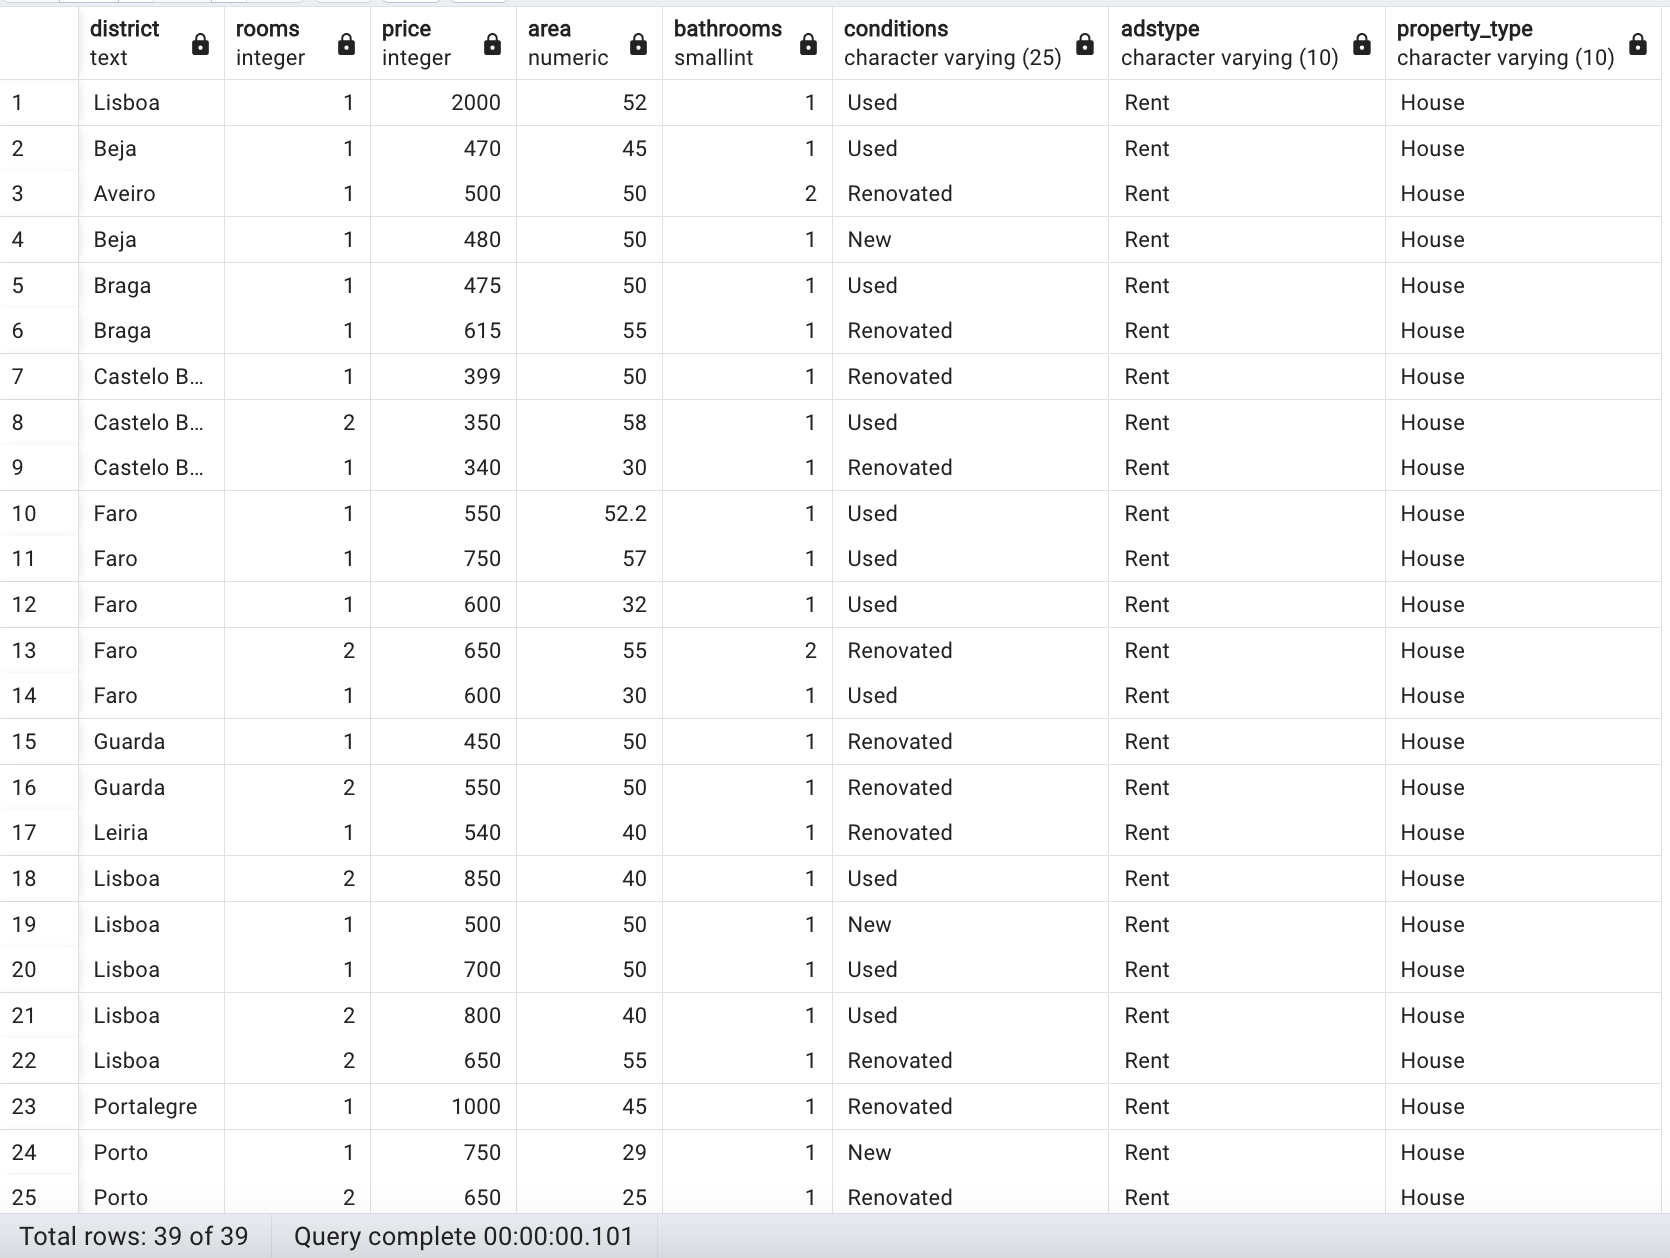 district rooms price area bathrooms conditions adstype property_type
text integer integer numeric smallint character varying (25) character varying (10) character varying (10)
1 Lisboa 1 2000 52 1 Used Rent House
2 Beja 1 470 45 1 Used Rent House
3 Aveiro 1 500 50 2 Renovated Rent House
4 Beja 1 480 50 1 New Rent House
5 Braga 1 475 50 1 Used Rent House
6 Braga 1 615 55 1 Renovated Rent House
7 Castelo B... 1 399 50 1 Renovated Rent House
8 Castelo B... 2 350 58 1 Used Rent House
9 Castelo B... 1 340 30 1 Renovated Rent House
10 Faro 1 550 52.2 1 Used Rent House
11 Faro 1 750 57 1 Used Rent House
12 Faro 1 600 32 1 Used Rent House
13 Faro 2 650 55 2 Renovated Rent House
14 Faro 1 600 30 1 Used Rent House
15 Guarda 1 450 50 1 Renovated Rent House
16 Guarda 2 550 50 1 Renovated Rent House
17 Leiria 1 540 40 1 Renovated Rent House
18 Lisboa 2 850 40 1 Used Rent House
19 Lisboa 1 500 50 1 New Rent House
20 Lisboa 1 700 50 1 Used Rent House
21 Lisboa 2 800 40 1 Used Rent House
22 Lisboa 2 650 55 1 Renovated Rent House
23 Portalegre 1 1000 45 1 Renovated Rent House
24 Porto 1 750 29 1 New Rent House
25 Porto 2 650 25 1 Renovated Rent House
Total rows: 39 of 39 Query complete 00:00:00.101